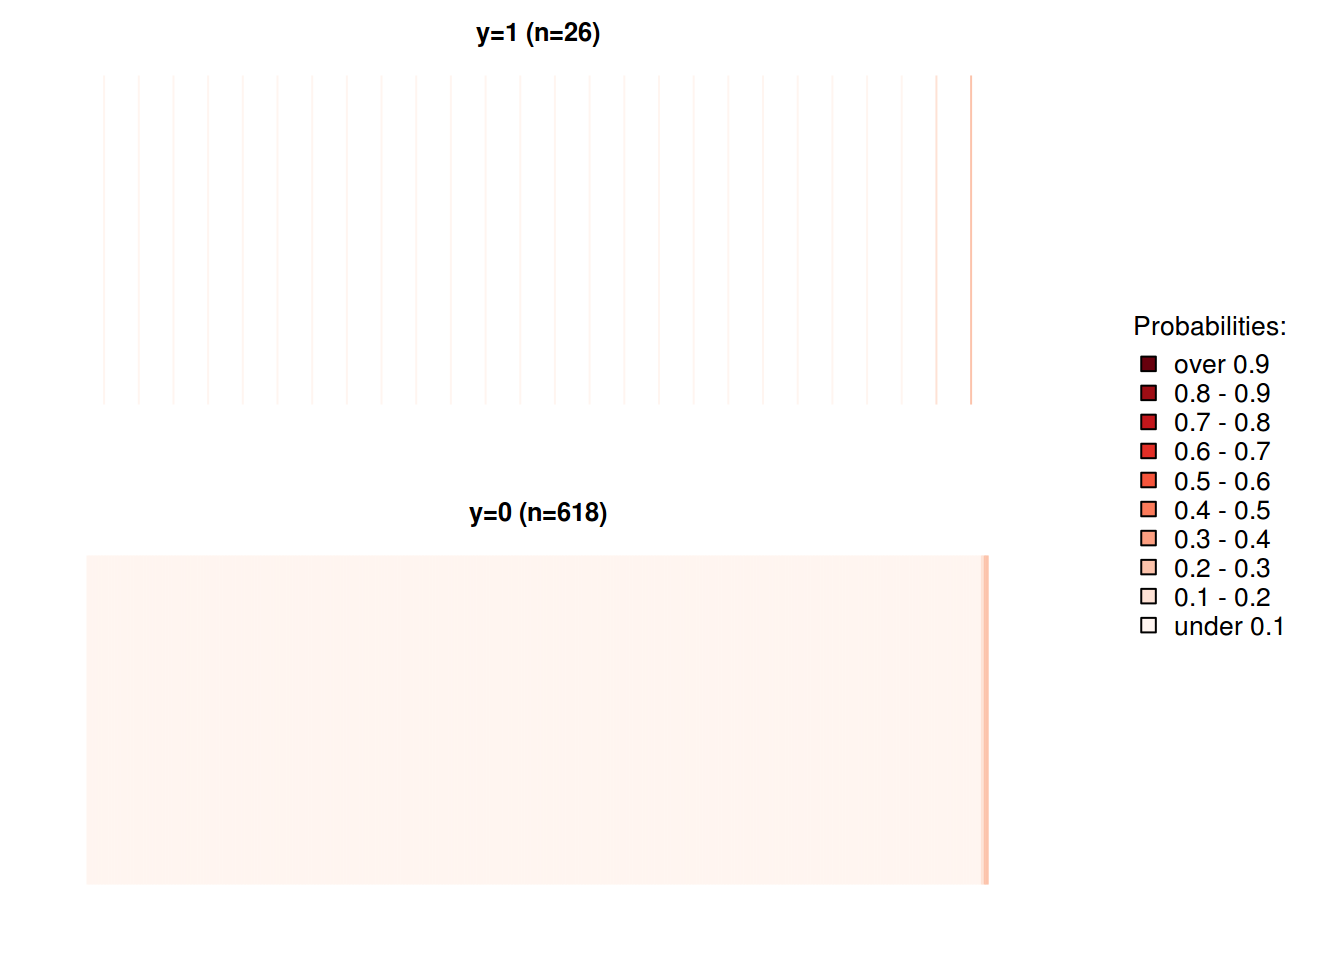 y=1 (n=26)
y=0 (n=618)
Probabilities:
over 0.9
0.8 - 0.9
0.7 - 0.8
0.6 - 0.7
0.5 - 0.6
0.4 - 0.5
0.3 - 0.4
0.2 - 0.3
0.1 - 0.2
under 0.1